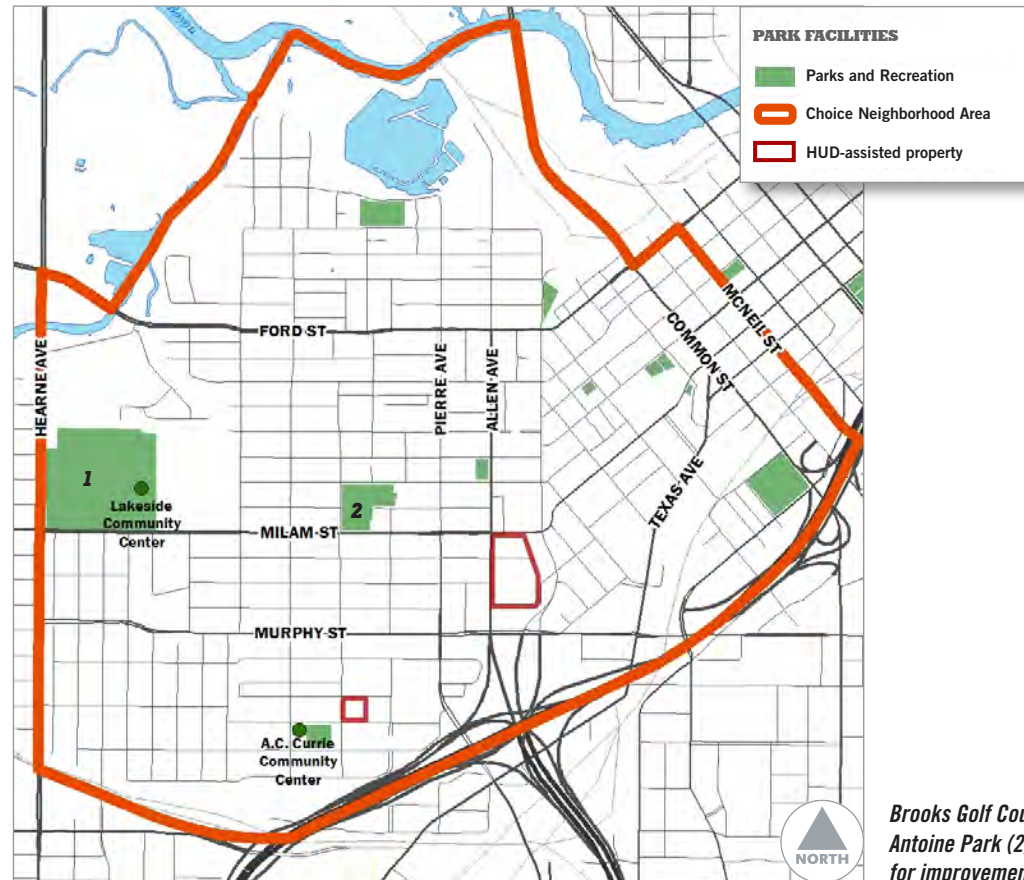 PARK FACILITIES
Parks and Recreation
Choice Neighborhood Area
HUD-assisted property
MCNEIL ST
COMMON ST
FORD ST
HEARNE AVE
PIERRE AVE
ALLEN AVE
1
Lakeside
Community
Center
2
TEXAS AVE
MILAM ST
MURPHY ST
A.C. Currie
Community
Center
NORTH
Brooks Golf Cou
Antoine Park (2
for improvemen